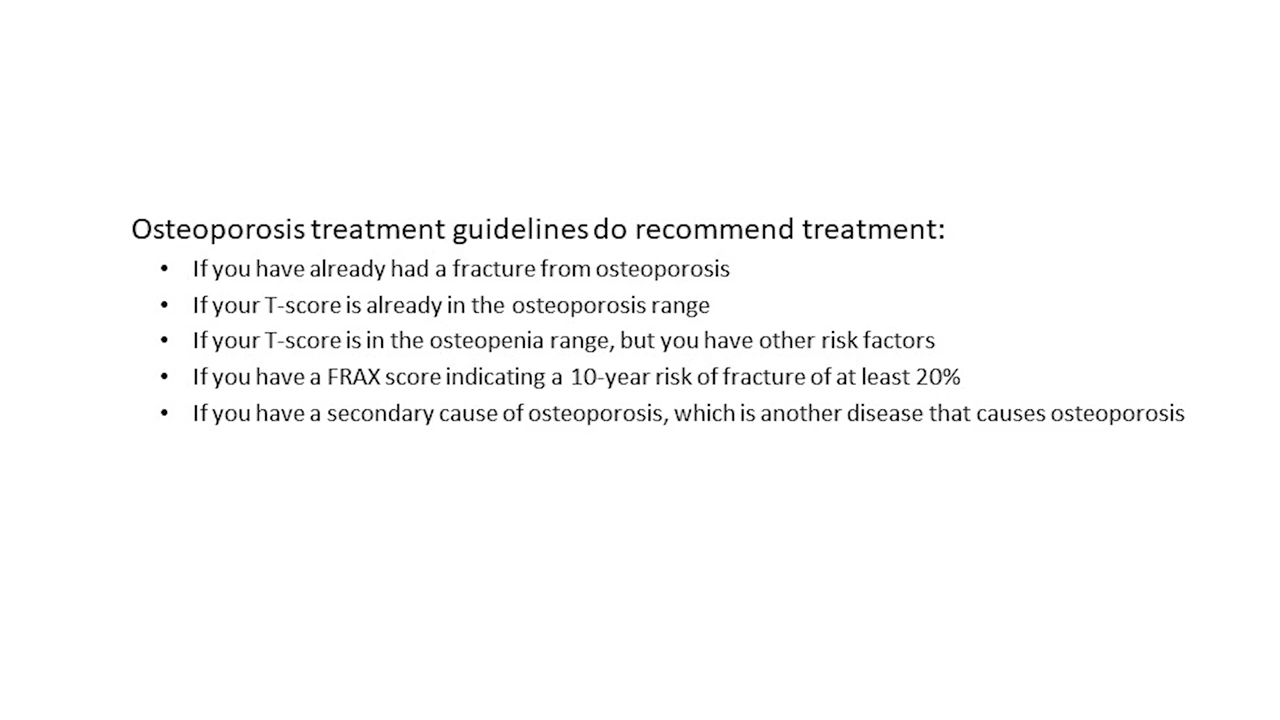 Osteoporosis treatment guidelines do recommend treatment:
• If you have already had a fracture from osteoporosis
• If your T-score is already in the osteoporosis range
• If your T-score is in the osteopenia range, but you have other risk factors
• If you have a FRAX score indicating a 10-year risk of fracture of at least 20%
• If you have a secondary cause of osteoporosis, which is another disease that causes osteoporosis